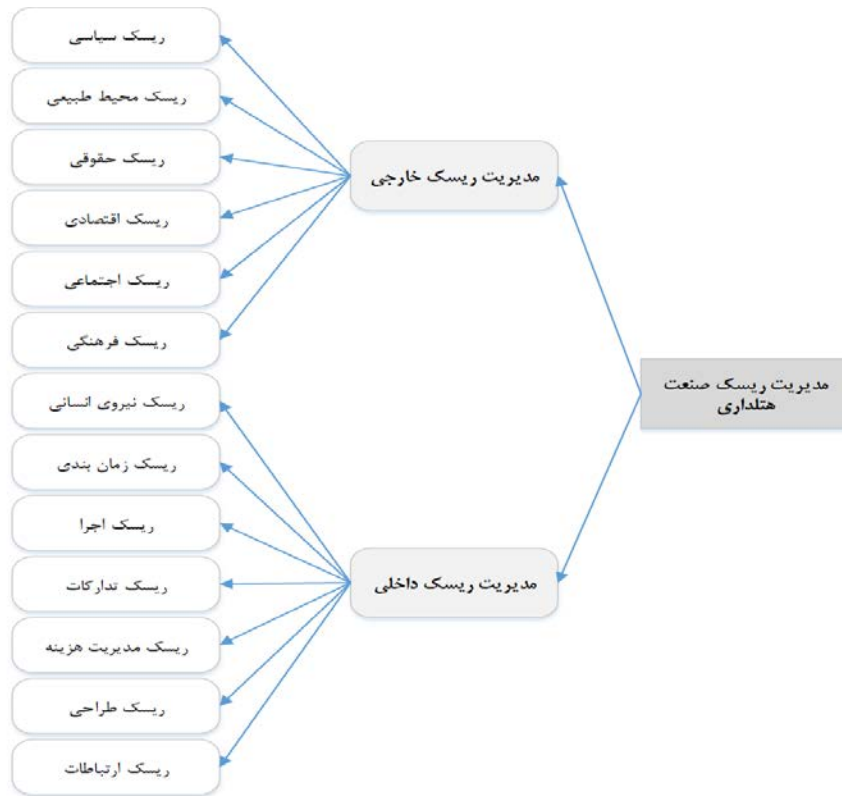 مدیریت ریسک صنعت
هتلداری
مدیریت ریسک خارجی
ریسک سیاسی
ریسک محیط طبیعی
ریسک حقوقی
ریسک اقتصادی
ریسک اجتماعی
ریسک فرهنگی
مدیریت ریسک داخلی
ریسک نیروی انسانی
ریسک زمان بندی
ریسک اجرا
ریسک تدارکات
ریسک مدیریت هزینه
ریسک طراحی
ریسک ارتباطات